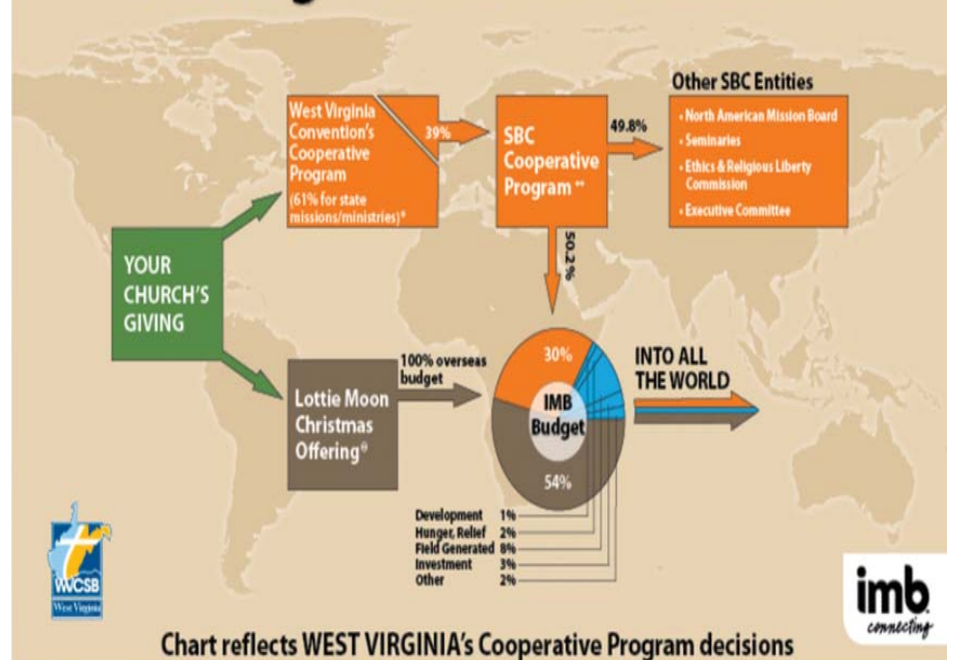 West Virginia
Convention's
Cooperative
Program
(61% for state
missions/ministries)*
39%
SBC
Cooperative
Program **
49.8%
Other SBC Entities
• North American Mission Board
• Seminaries
• Ethics & Religious Liberty
Commission
• Executive Committee
50.2%
YOUR
CHURCH'S
GIVING
Lottie Moon
Christmas
Offering®
100% overseas
budget
30%
IMB
Budget
54%
INTO ALL
THE WORLD
Development 1%
Hunger, Relief 2%
Field Generated 8%
Investment 3%
Other 2%
WVCSB
West Virginia
imb.
connecting
Chart reflects WEST VIRGINIA's Cooperative Program decisions